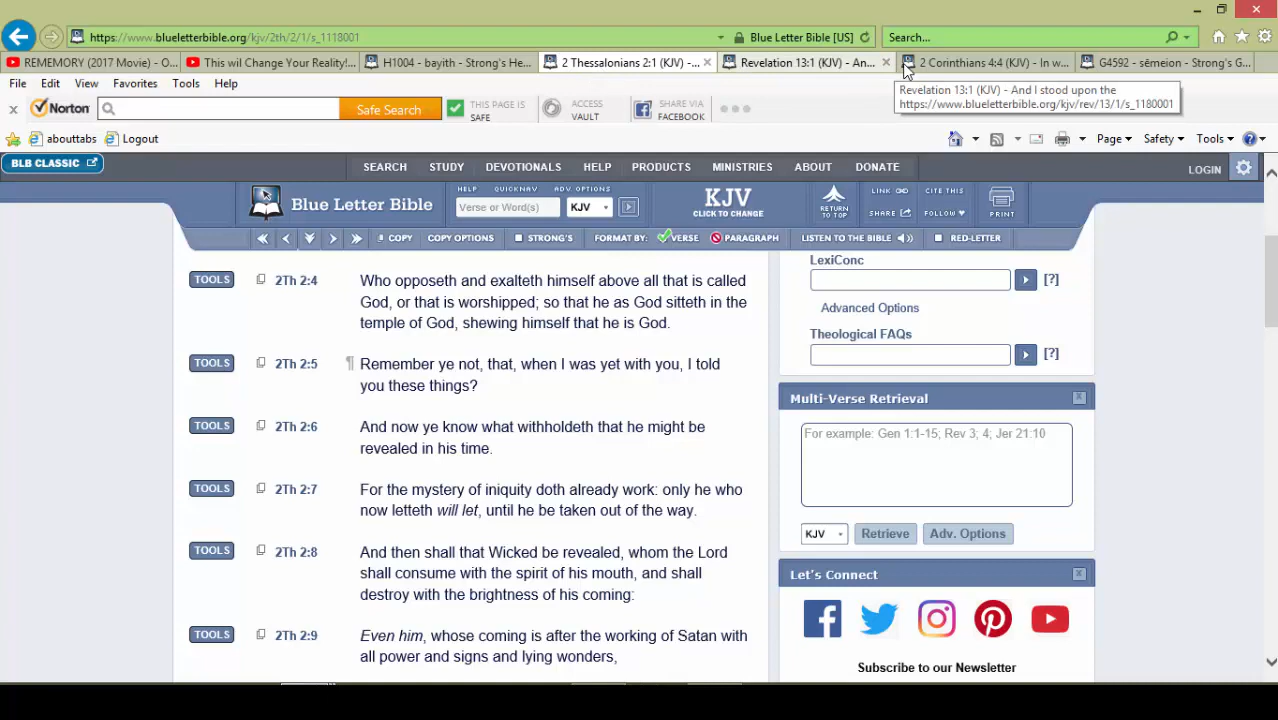 https://www.blueletterbible.org/kjv/2th/2/1/s_1118001
Blue Letter Bible [US]
Search...
REMEMORY (2017 Movie) - O...
This wil Change Your Reality!...
H1004 - bayith - Strong's He...
2 Thessalonians 2:1 (KJV) -...
Revelation 13:1 (KJV) - An...
2 Corinthians 4:4 (KJV) - In w...
G4592 - sēmeion - Strong's G...
File Edit View Favorites Tools Help
Revelation 13:1 (KJV) - And I stood upon the
https://www.blueletterbible.org/kjv/rev/13/1/s_1180001
x Norton
Safe Search
THIS PAGE IS
SAFE
ACCESS
VAULT
SHARE VIA
FACEBOOK
abouttabs
Logout
Page
Safety
Tools
BLB CLASSIC
SEARCH STUDY DEVOTIONALS HELP PRODUCTS MINISTRIES ABOUT DONATE
LOGIN
Blue Letter Bible
HELP QUICKNAV ADV OPTIONS
Verse or Word(s)
KJV
KJV
CLICK TO CHANGE
RETURN
TO TOP
LINK
SHARE
CITE THIS
FOLLOW
PRINT
COPY COPY OPTIONS STRONG'S FORMAT BY: VERSE PARAGRAPH LISTEN TO THE BIBLE RED-LETTER
TOOLS 2Th 2:4 Who opposeth and exalteth himself above all that is called
God, or that is worshipped; so that he as God sitteth in the
temple of God, shewing himself that he is God.
TOOLS 2Th 2:5 ¶ Remember ye not, that, when I was yet with you, I told
you these things?
TOOLS 2Th 2:6 And now ye know what withholdeth that he might be
revealed in his time.
TOOLS 2Th 2:7 For the mystery of iniquity doth already work: only he who
now letteth will let, until he be taken out of the way.
TOOLS 2Th 2:8 And then shall that Wicked be revealed, whom the Lord
shall consume with the spirit of his mouth, and shall
destroy with the brightness of his coming:
TOOLS 2Th 2:9 Even him, whose coming is after the working of Satan with
all power and signs and lying wonders,
LexiConc
[?]
Advanced Options
Theological FAQs
[?]
Multi-Verse Retrieval
For example: Gen 1:1-15; Rev 3; 4; Jer 21:10
KJV
Retrieve
Adv. Options
Let's Connect
Subscribe to our Newsletter